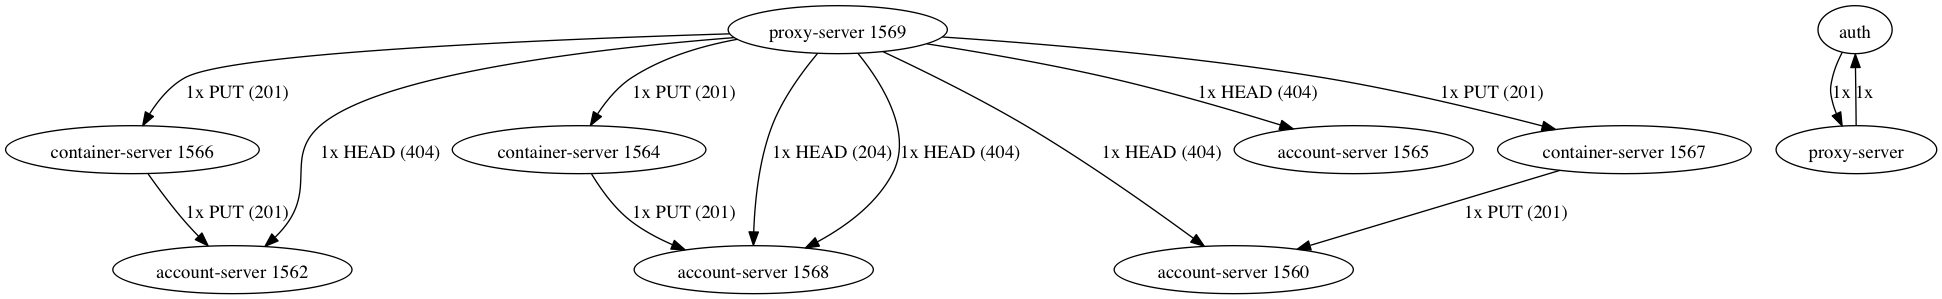 proxy-server 1569
auth
1x PUT (201)
1x PUT (201)
1x HEAD (404)
1x PUT (201)
1x
1x
container-server 1566
1x HEAD (404)
container-server 1564
1x HEAD (204)
1x HEAD (404)
1x HEAD (404)
account-server 1565
container-server 1567
proxy-server
1x PUT (201)
1x PUT (201)
1x PUT (201)
account-server 1562
account-server 1568
account-server 1560